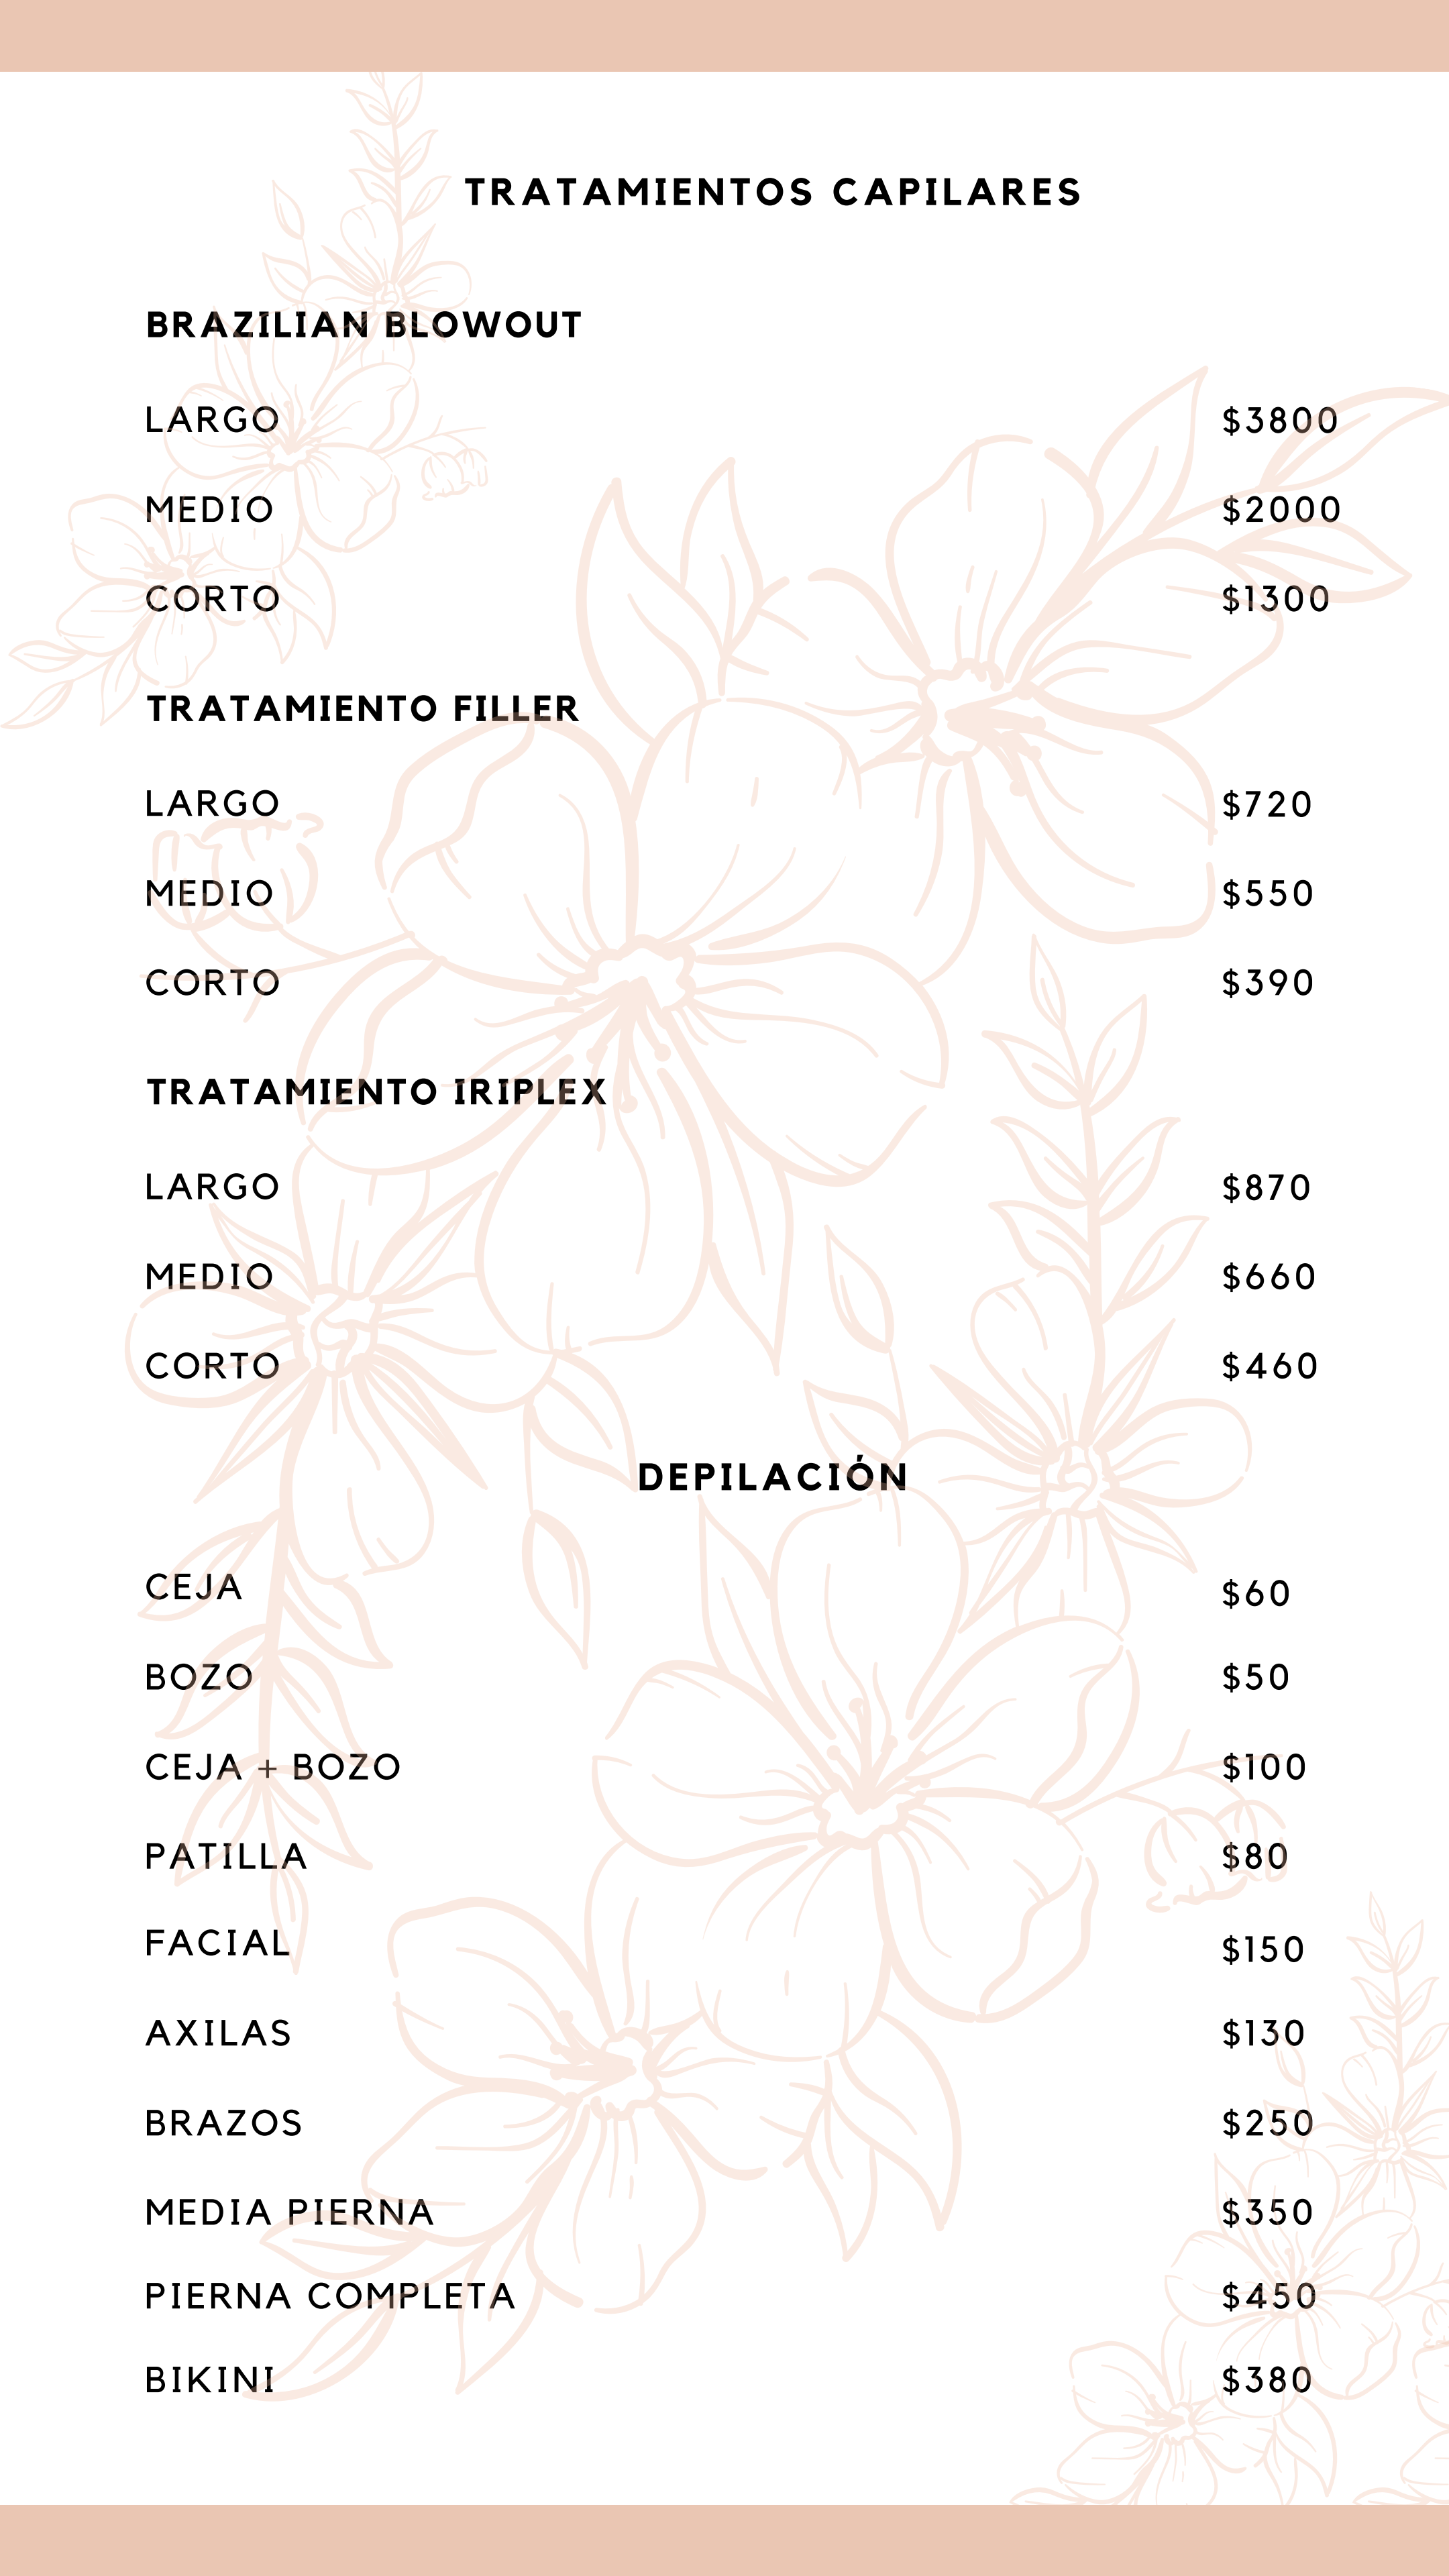 TRATAMIENTOS CAPILARES
BRAZILIAN BLOWOUT
LARGO $3800
MEDIO $2000
CORTO $1300
TRATAMIENTO FILLER
LARGO $720
MEDIO $550
CORTO $390
TRATAMIENTO IRIPLEX
LARGO $870
MEDIO $660
CORTO $460
DEPILACIÓN
CEJA $60
BOZO $50
CEJA + BOZO $100
PATILLA $80
FACIAL $150
AXILAS $130
BRAZOS $250
MEDIA PIERNA $350
PIERNA COMPLETA $450
BIKINI $380